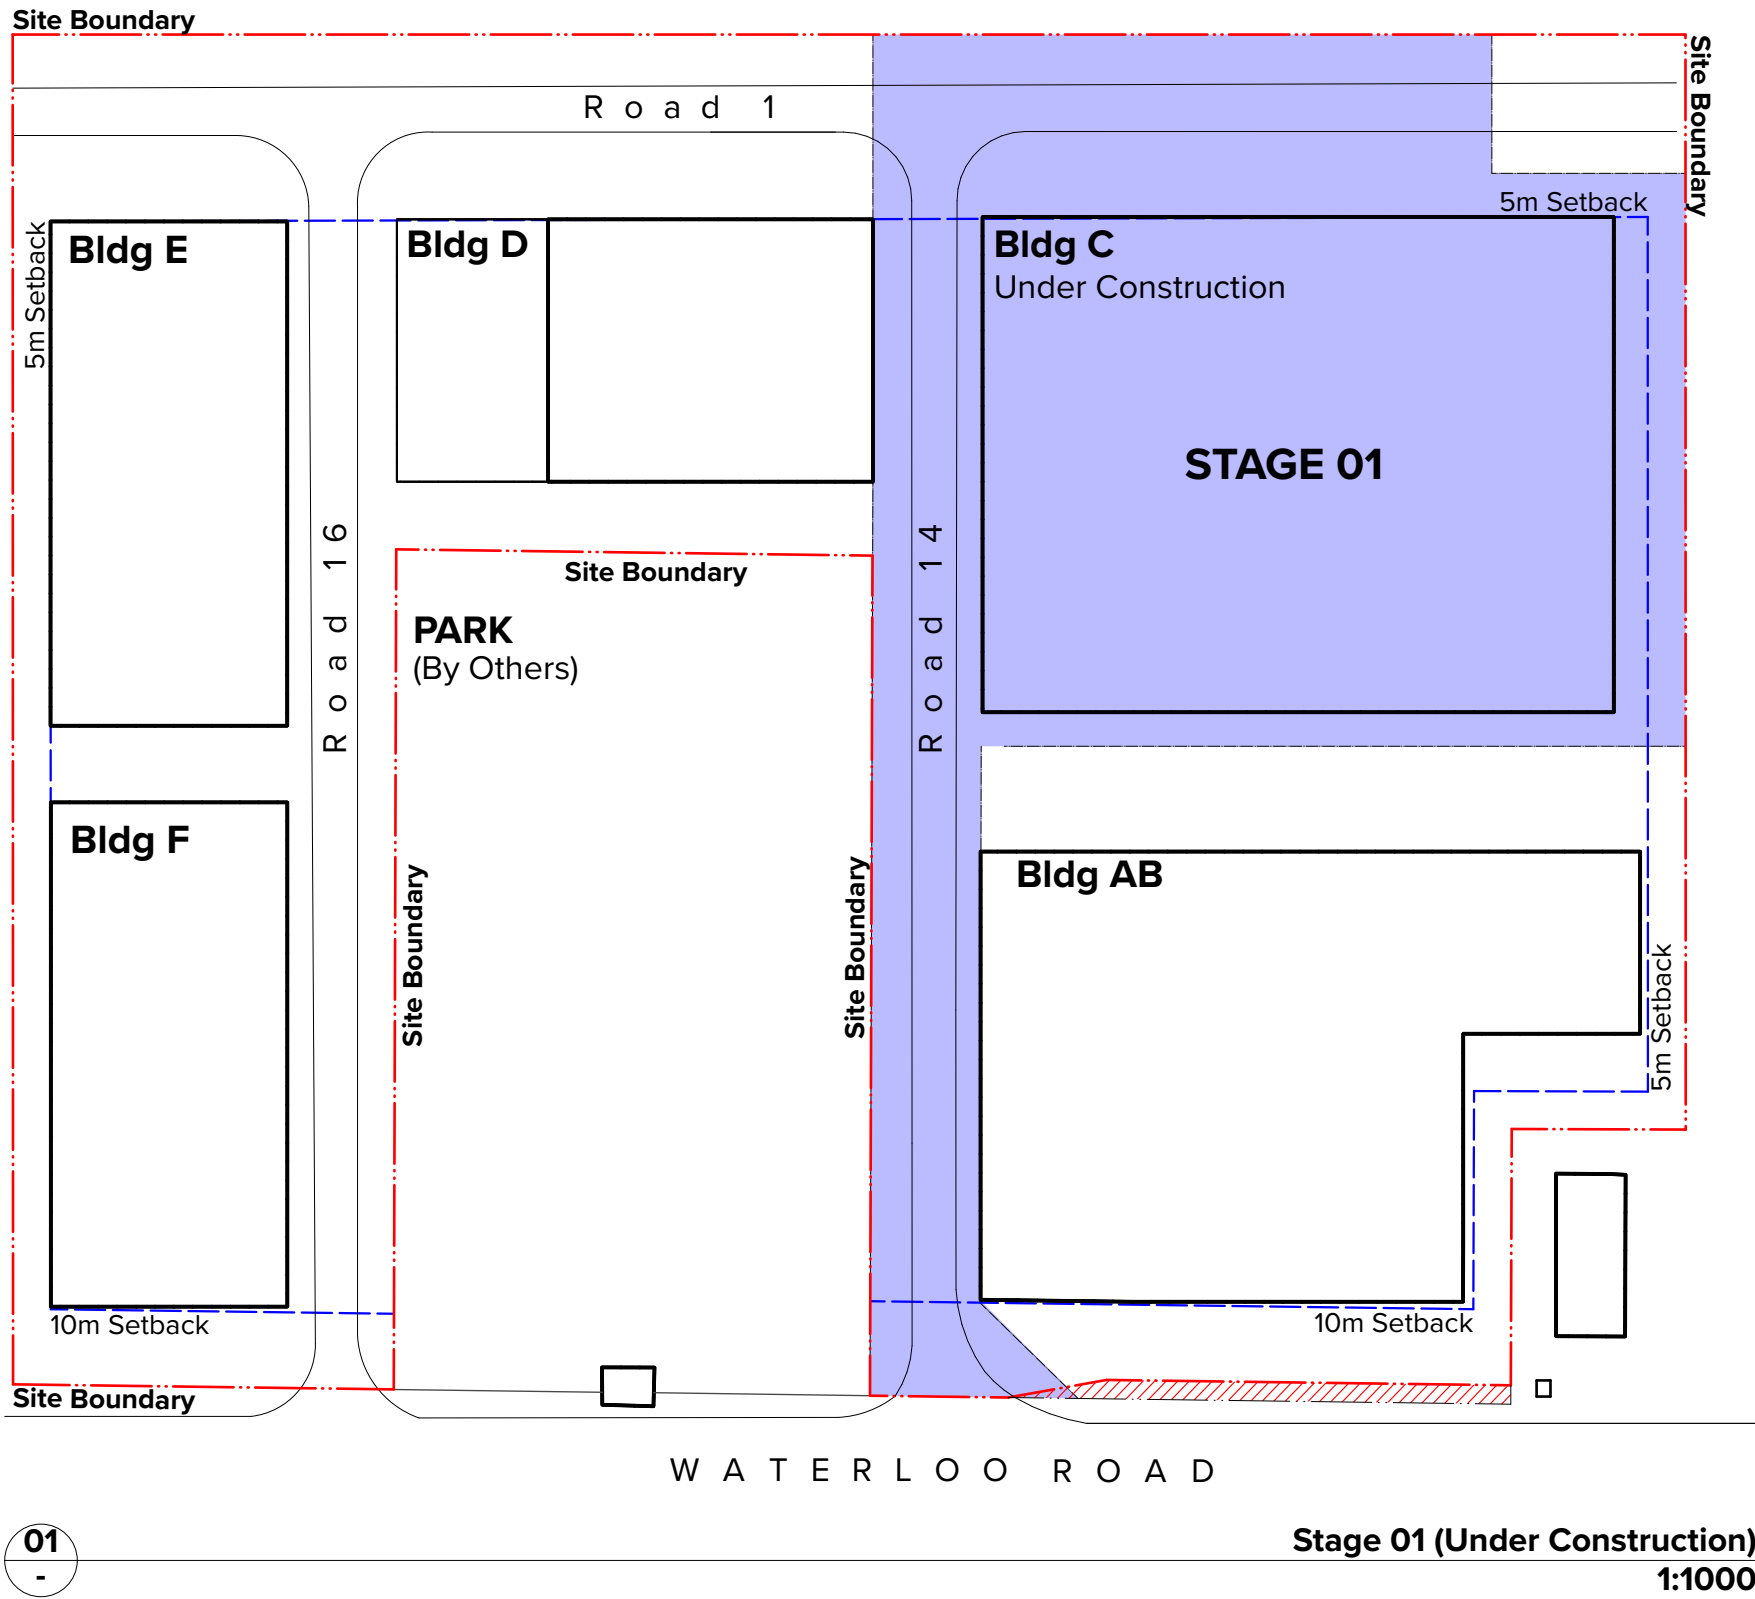 Site Boundary
Site Boundary
Road 1
5m Setback
5m Setback
Bldg E
Bldg D
Bldg C
Under Construction
STAGE 01
Road 16
Road 14
Site Boundary
PARK
(By Others)
Bldg F
Bldg AB
Site Boundary
Site Boundary
5m Setback
10m Setback
10m Setback
Site Boundary
WATERLOO ROAD
01
-
Stage 01 (Under Construction)
1:1000